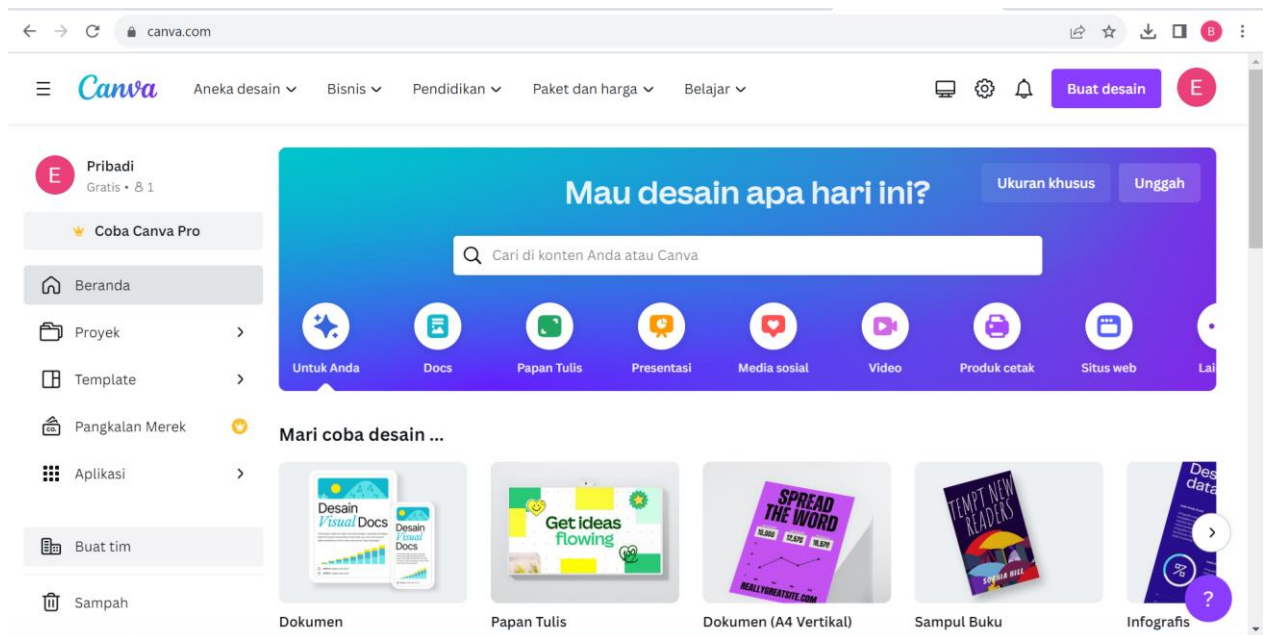 canva.com
B
Canva
Aneka desain
Bisnis
Pendidikan
Paket dan harga
Belajar
Buat desain
E
E
Pribadi
Gratis • 1
Coba Canva Pro
Beranda
Proyek
Template
Pangkalan Merek
Aplikasi
Buat tim
Sampah
Mau desain apa hari ini?
Ukuran khusus
Unggah
Cari di konten Anda atau Canva
Untuk Anda
Docs
Papan Tulis
Presentasi
Media sosial
Video
Produk cetak
Situs web
Lai
Mari coba desain ...
Desain
Visual Docs
Desain
Visual
Docs
Get ideas
flowing
SPREAD
THE WORD
REALLYGREATSITE.COM
TEMPT NEW
READERS
SOPHIA HILL
Des
data
%
?
CO.
Dokumen
Papan Tulis
Dokumen (A4 Vertikal)
Sampul Buku
Infografis